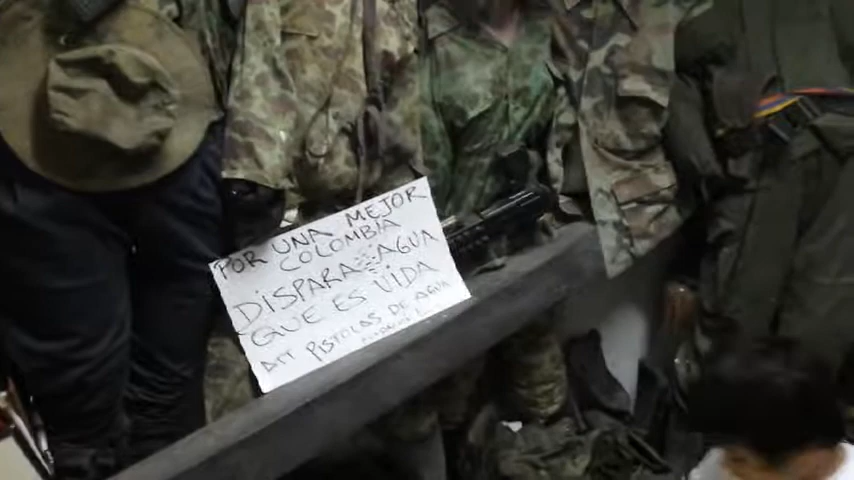 POR UNA MEJOR
COLOMBIA
DISPARA AGUA
QUE ES VIDA
ATT PISTOLAS DE AGUA